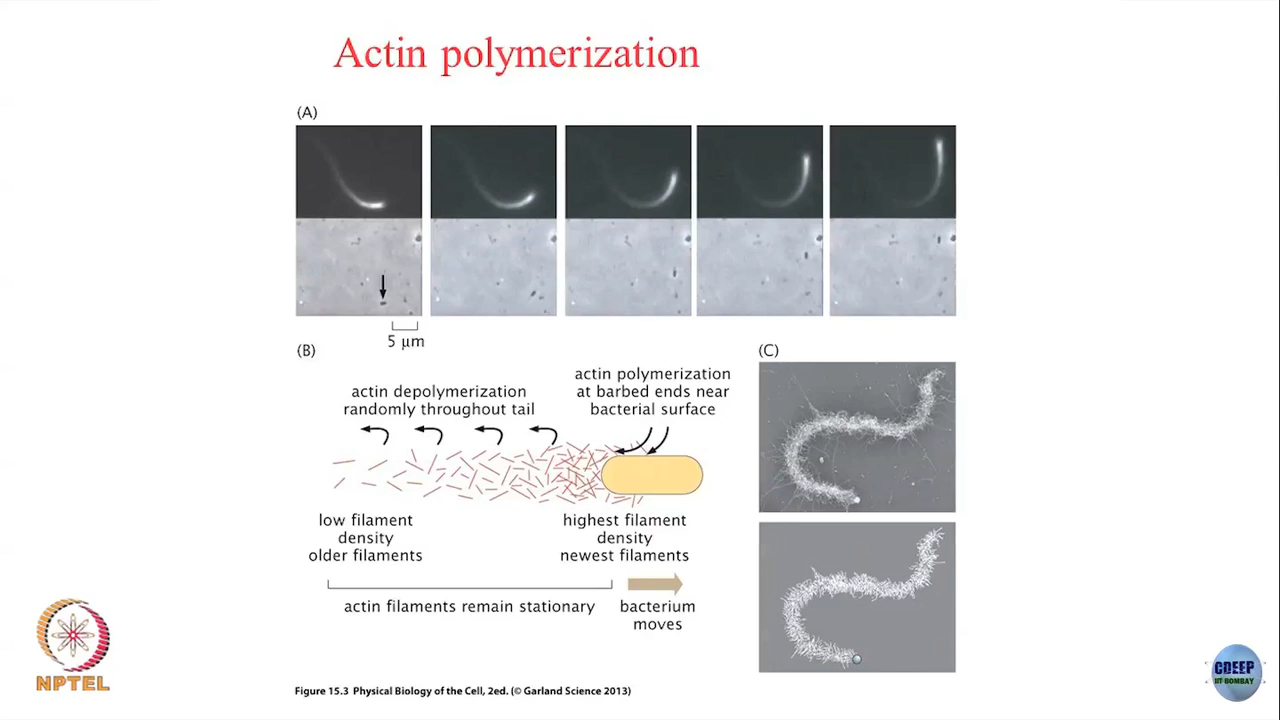 Actin polymerization
(A)
5 μm
(B)
actin depolymerization
randomly throughout tail
actin polymerization
at barbed ends near
bacterial surface
low filament
density
older filaments
highest filament
density
newest filaments
actin filaments remain stationary
bacterium
moves
(C)
NPTEL
CDEEP
IIT BOMBAY
Figure 15.3 Physical Biology of the Cell, 2ed. (© Garland Science 2013)